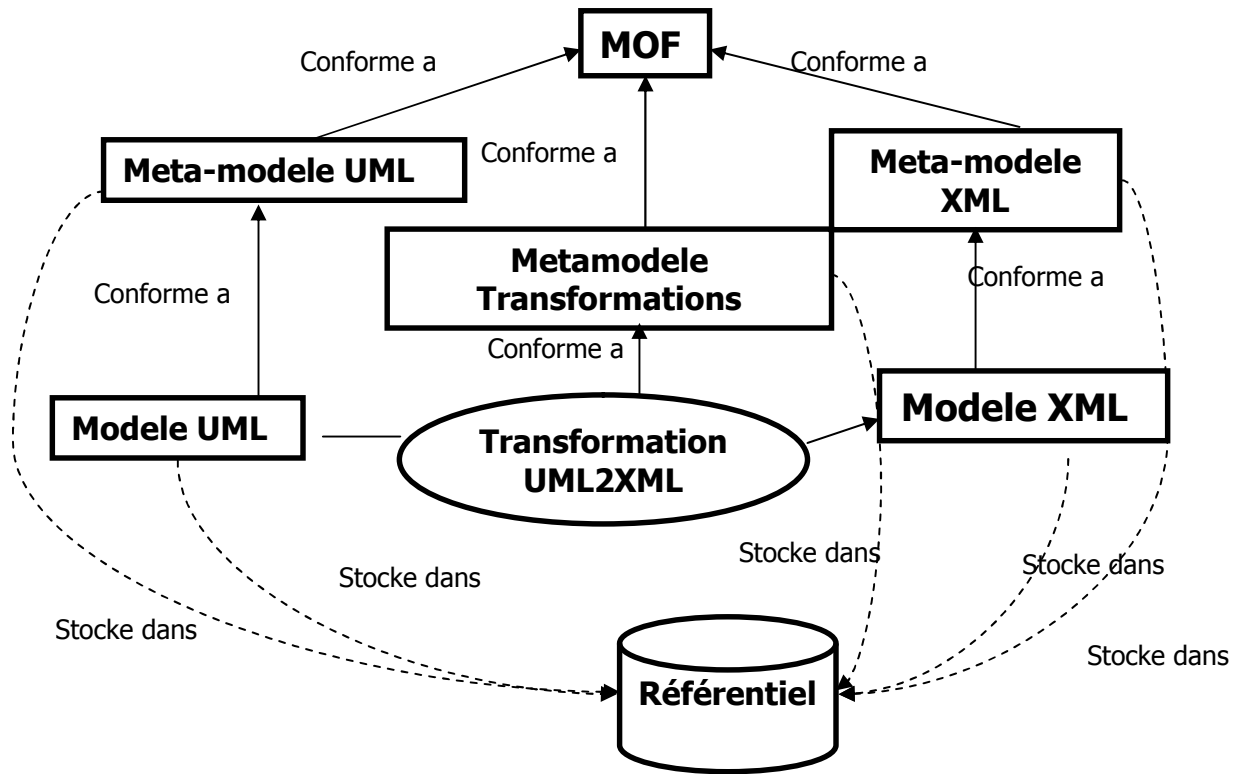 MOF
Conforme a
Conforme a
Meta-modele UML
Conforme a
Meta-modele
XML
Metamodele
Transformations
Conforme a
Conforme a
Conforme a
Modele UML
Transformation
UML2XML
Modele XML
Stocke dans
Stocke dans
Stocke dans
Stocke dans
Stocke dans
Référentiel